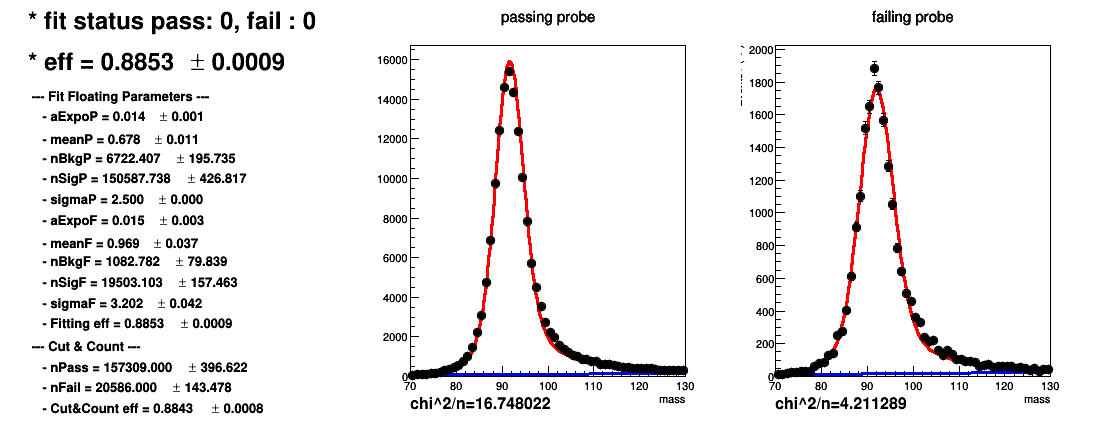 * fit status pass: 0, fail : 0
* eff = 0.8853 ± 0.0009
--- Fit Floating Parameters ---
- aExpoP = 0.014 ± 0.001
- meanP = 0.678 ± 0.011
- nBkgP = 6722.407 ± 195.735
- nSigP = 150587.738 ± 426.817
- sigmaP = 2.500 ± 0.000
- aExpoF = 0.015 ± 0.003
- meanF = 0.969 ± 0.037
- nBkgF = 1082.782 ± 79.839
- nSigF = 19503.103 ± 157.463
- sigmaF = 3.202 ± 0.042
- Fitting eff = 0.8853 ± 0.0009
--- Cut & Count ---
- nPass = 157309.000 ± 396.622
- nFail = 20586.000 ± 143.478
- Cut&Count eff = 0.8843 ± 0.0008
passing probe
16000
14000
12000
10000
8000
6000
4000
2000
0
70 80 90 100 110 120 130
mass
chi^2/n=16.748022
failing probe
2000
1800
1600
1400
1200
1000
800
600
400
200
0
70 80 90 100 110 120 130
mass
chi^2/n=4.211289